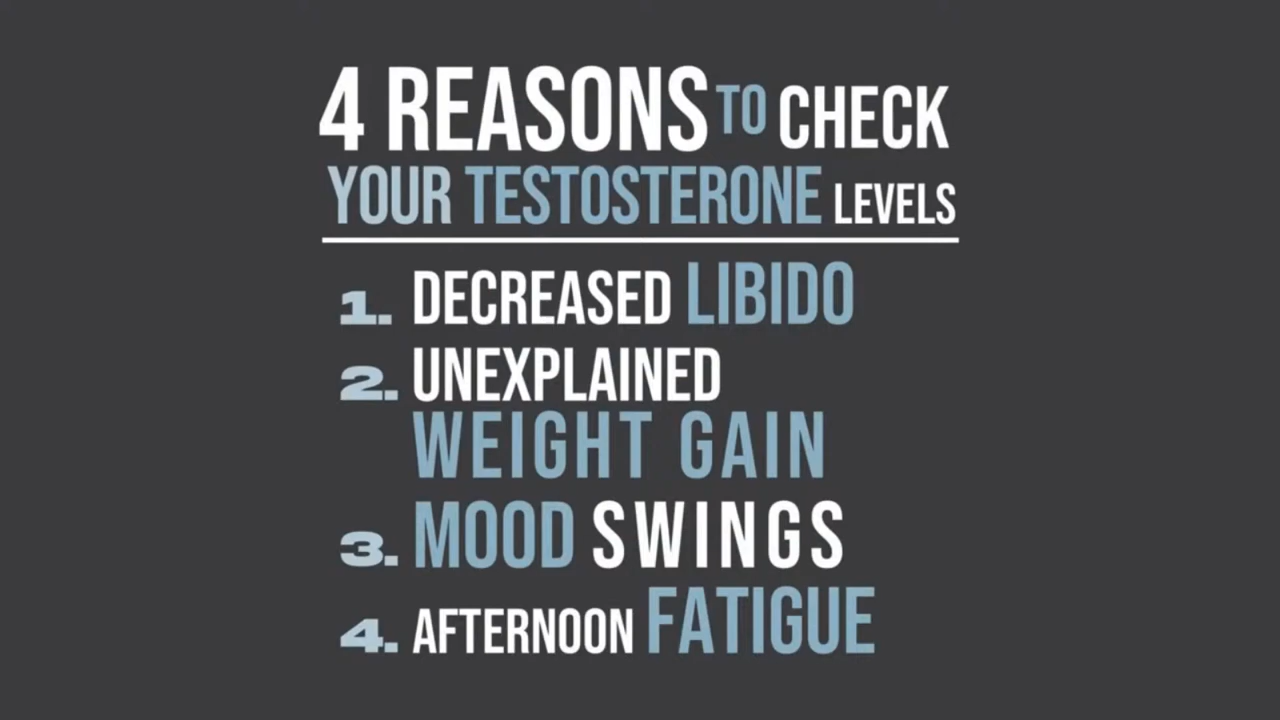 4 REASONS TO CHECK
YOUR TESTOSTERONE LEVELS
1. DECREASED LIBIDO
2. UNEXPLAINED
WEIGHT GAIN
3. MOOD SWINGS
4. AFTERNOON FATIGUE